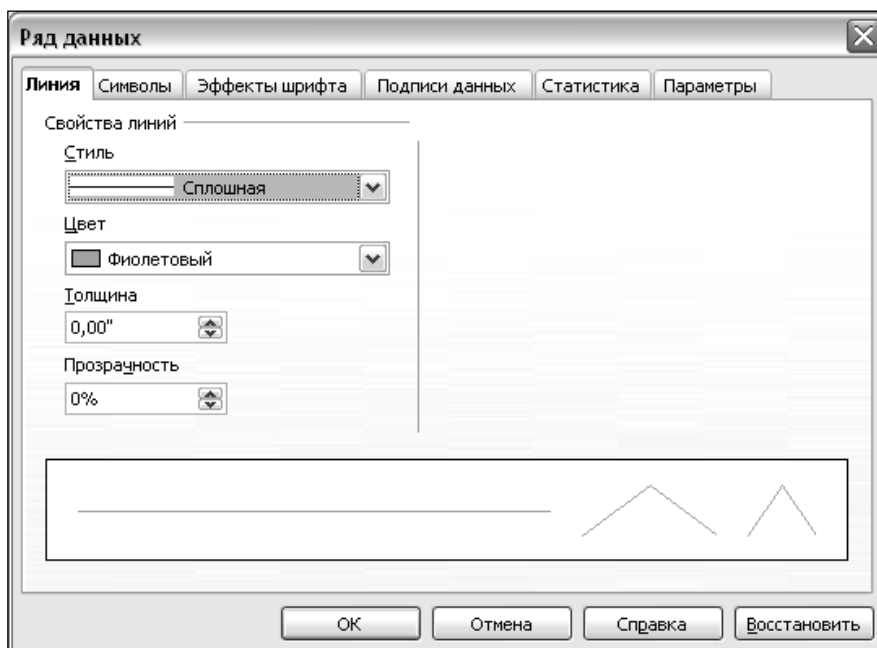 Ряд данных
Линия Символы Эффекты шрифта Подписи данных Статистика Параметры
Свойства линий
Стиль
Сплошная
Цвет
Фиолетовый
Толщина
0,00"
Прозрачность
0%
ОК Отмена Справка Восстановить